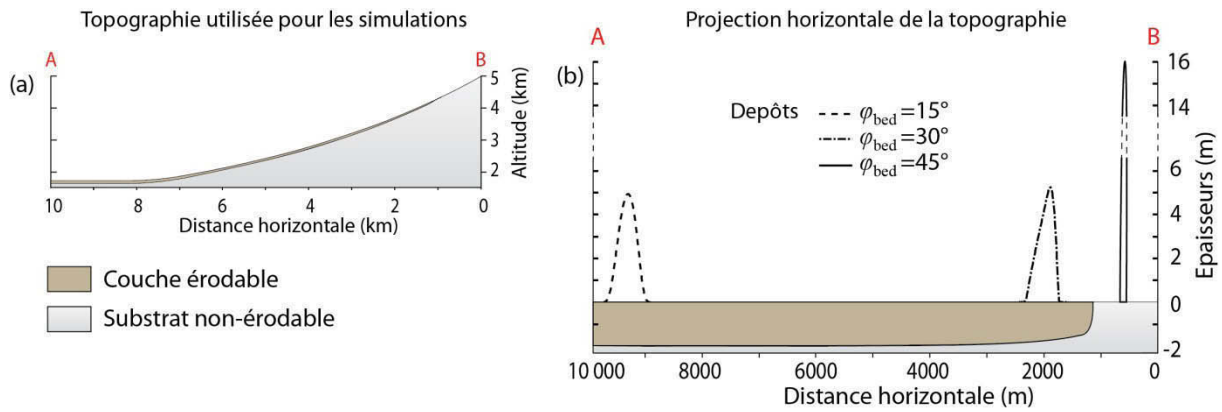 Topographie utilisée pour les simulations
Projection horizontale de la topographie
A
B
(a)
5
4
3
2
Altitude (km)
10
8
6
4
2
0
Distance horizontale (km)
Couche érodable
Substrat non-érodable
A
B
(b)
Depôts
φbed=15°
φbed=30°
φbed=45°
16
14
6
4
2
0
-2
Epaisseurs (m)
10 000
8000
6000
4000
2000
0
Distance horizontale (m)